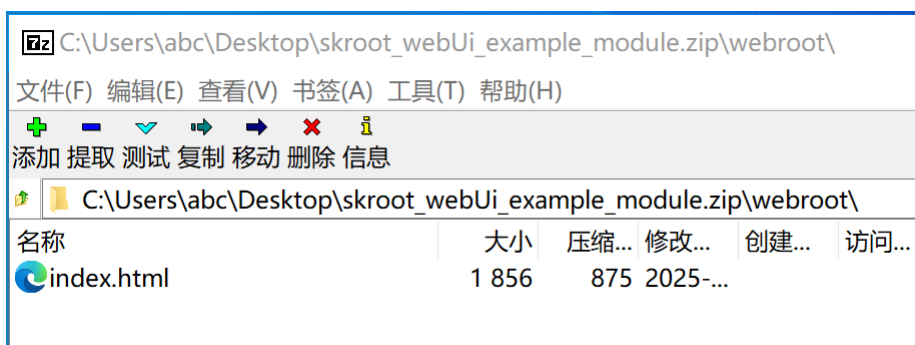 7z C:\Users\abc\Desktop\skroot_webUi_example_module.zip\webroot\
文件(F) 编辑(E) 查看(V) 书签(A) 工具(T) 帮助(H)
添加 提取 测试 复制 移动 删除 信息
C:\Users\abc\Desktop\skroot_webUi_example_module.zip\webroot\
名称 大小 压缩... 修改... 创建... 访问...
index.html 1 856 875 2025-...